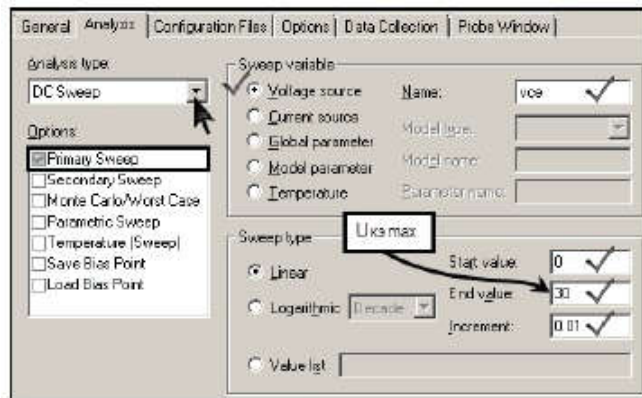 General Analysis Configuration Files Options Data Collection Probe Window
Analysis type:
DC Sweep
Options:
Primary Sweep
Secondary Sweep
Monte Carlo/Worst Case
Parametric Sweep
Temperature (Sweep)
Save Bias Point
Load Bias Point
Sweep variable
Voltage source
Name: vce
Current source
Global parameter
Model type:
Model parameter
Model name:
Temperature
Parameter name:
Sweep type
Uкэ max
Linear
Start value: 0
End value: 30
Logarithmic Decade
Increment: 0.01
Value list